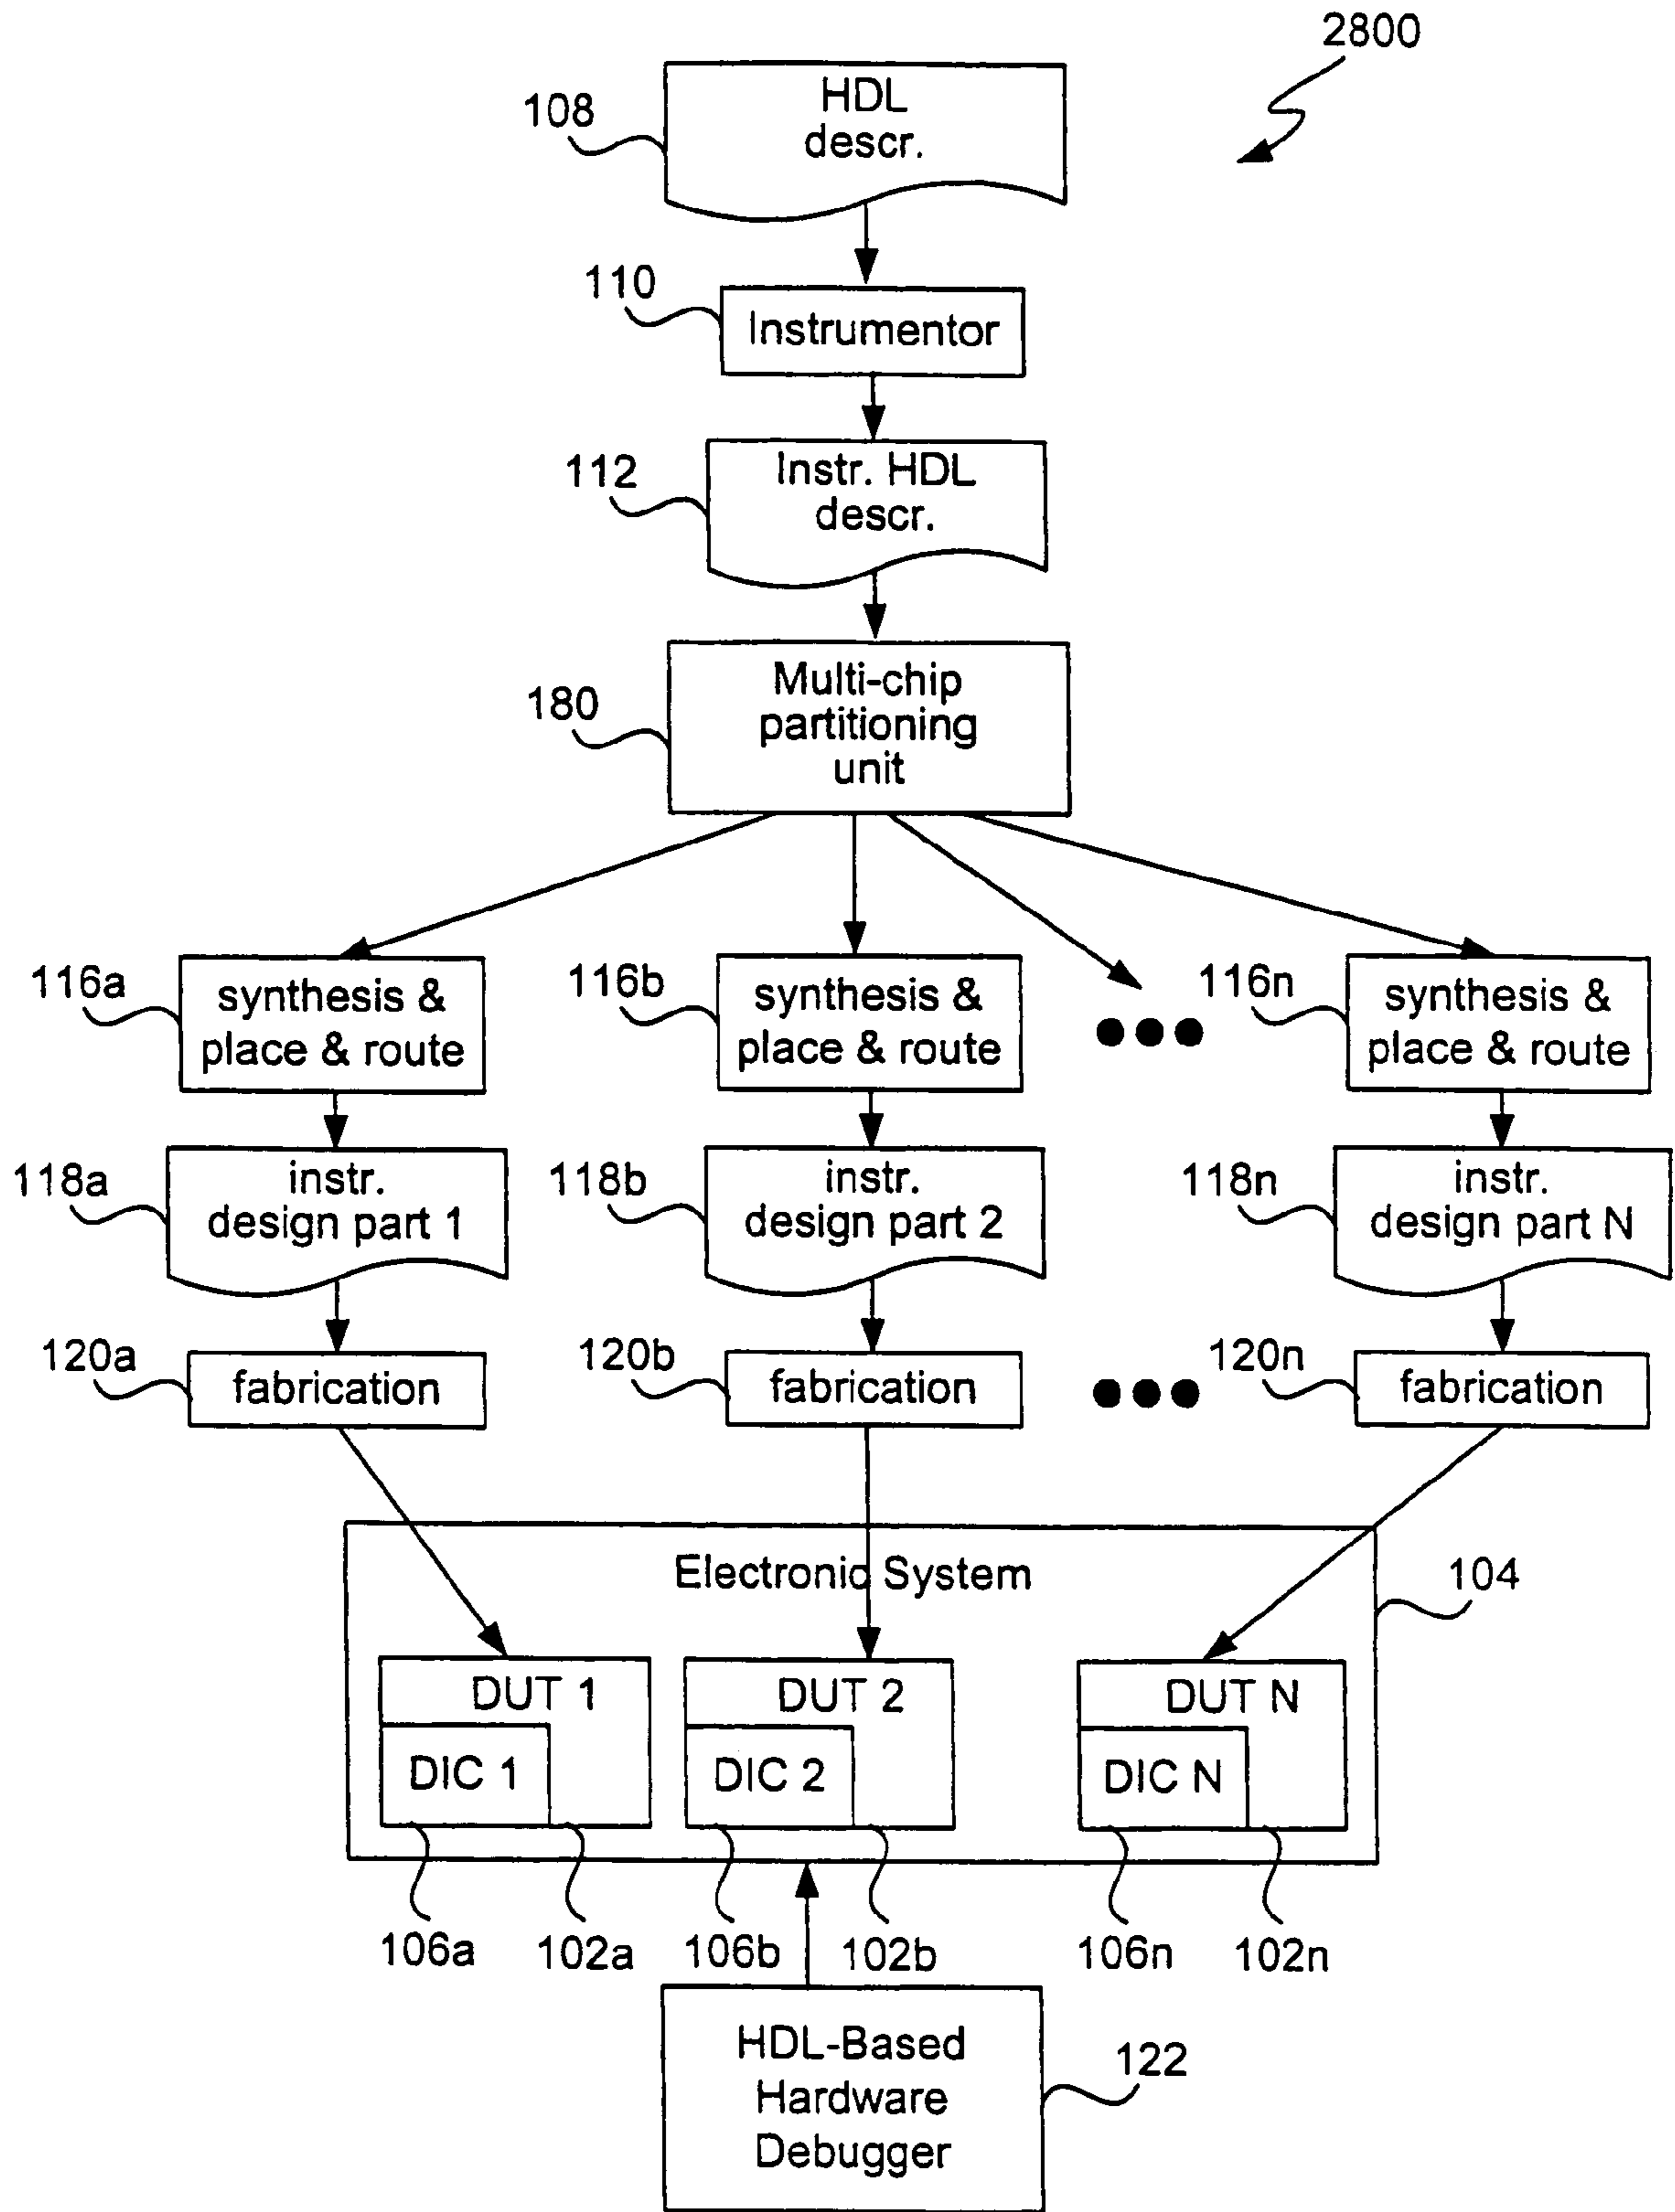 2800
HDL
descr.
108
110
Instrumentor
112
Instr. HDL
descr.
180
Multi-chip
partitioning
unit
116a
synthesis &
place & route
116b
synthesis &
place & route
116n
synthesis &
place & route
118a
instr.
design part 1
118b
instr.
design part 2
118n
instr.
design part N
120a
fabrication
120b
fabrication
120n
fabrication
Electronic System
104
DUT 1
DIC 1
DUT 2
DIC 2
DUT N
DIC N
106a
102a
106b
102b
106n
102n
HDL-Based
Hardware
Debugger
122